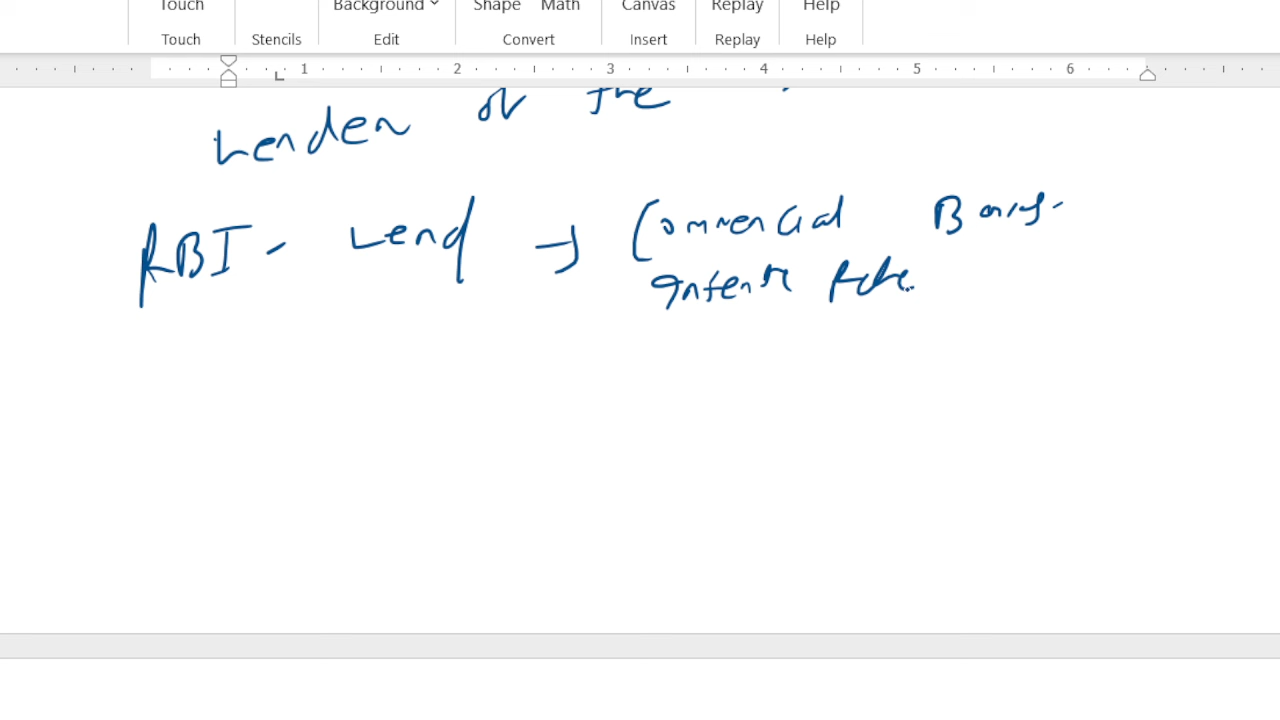 Touch Background Shape Math Canvas Replay Help
Touch Stencils Edit Convert Insert Replay Help
1 2 3 4 5 6
Lender of the
RBI - Lend → Commercial Banks.
Interest Rate.